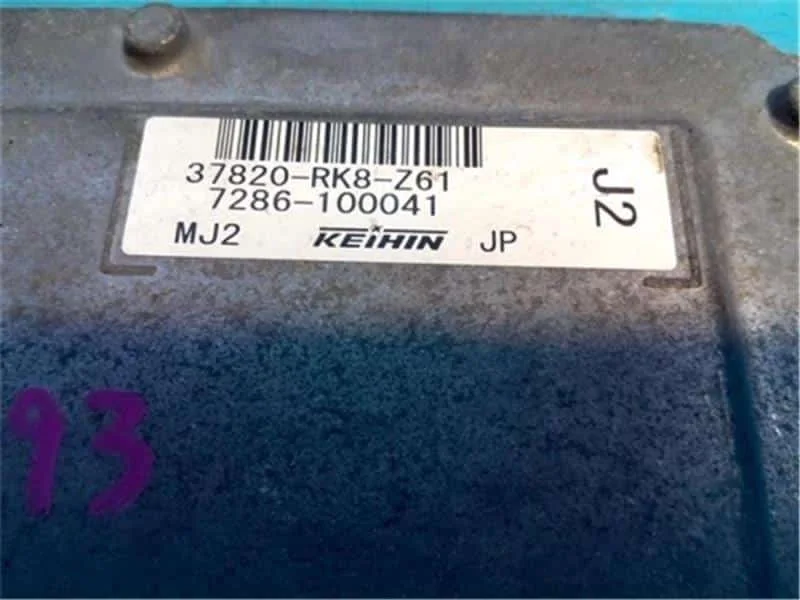 37820-RK8-Z61
7286-100041
MJ2 KEIHIN JP
J2
93